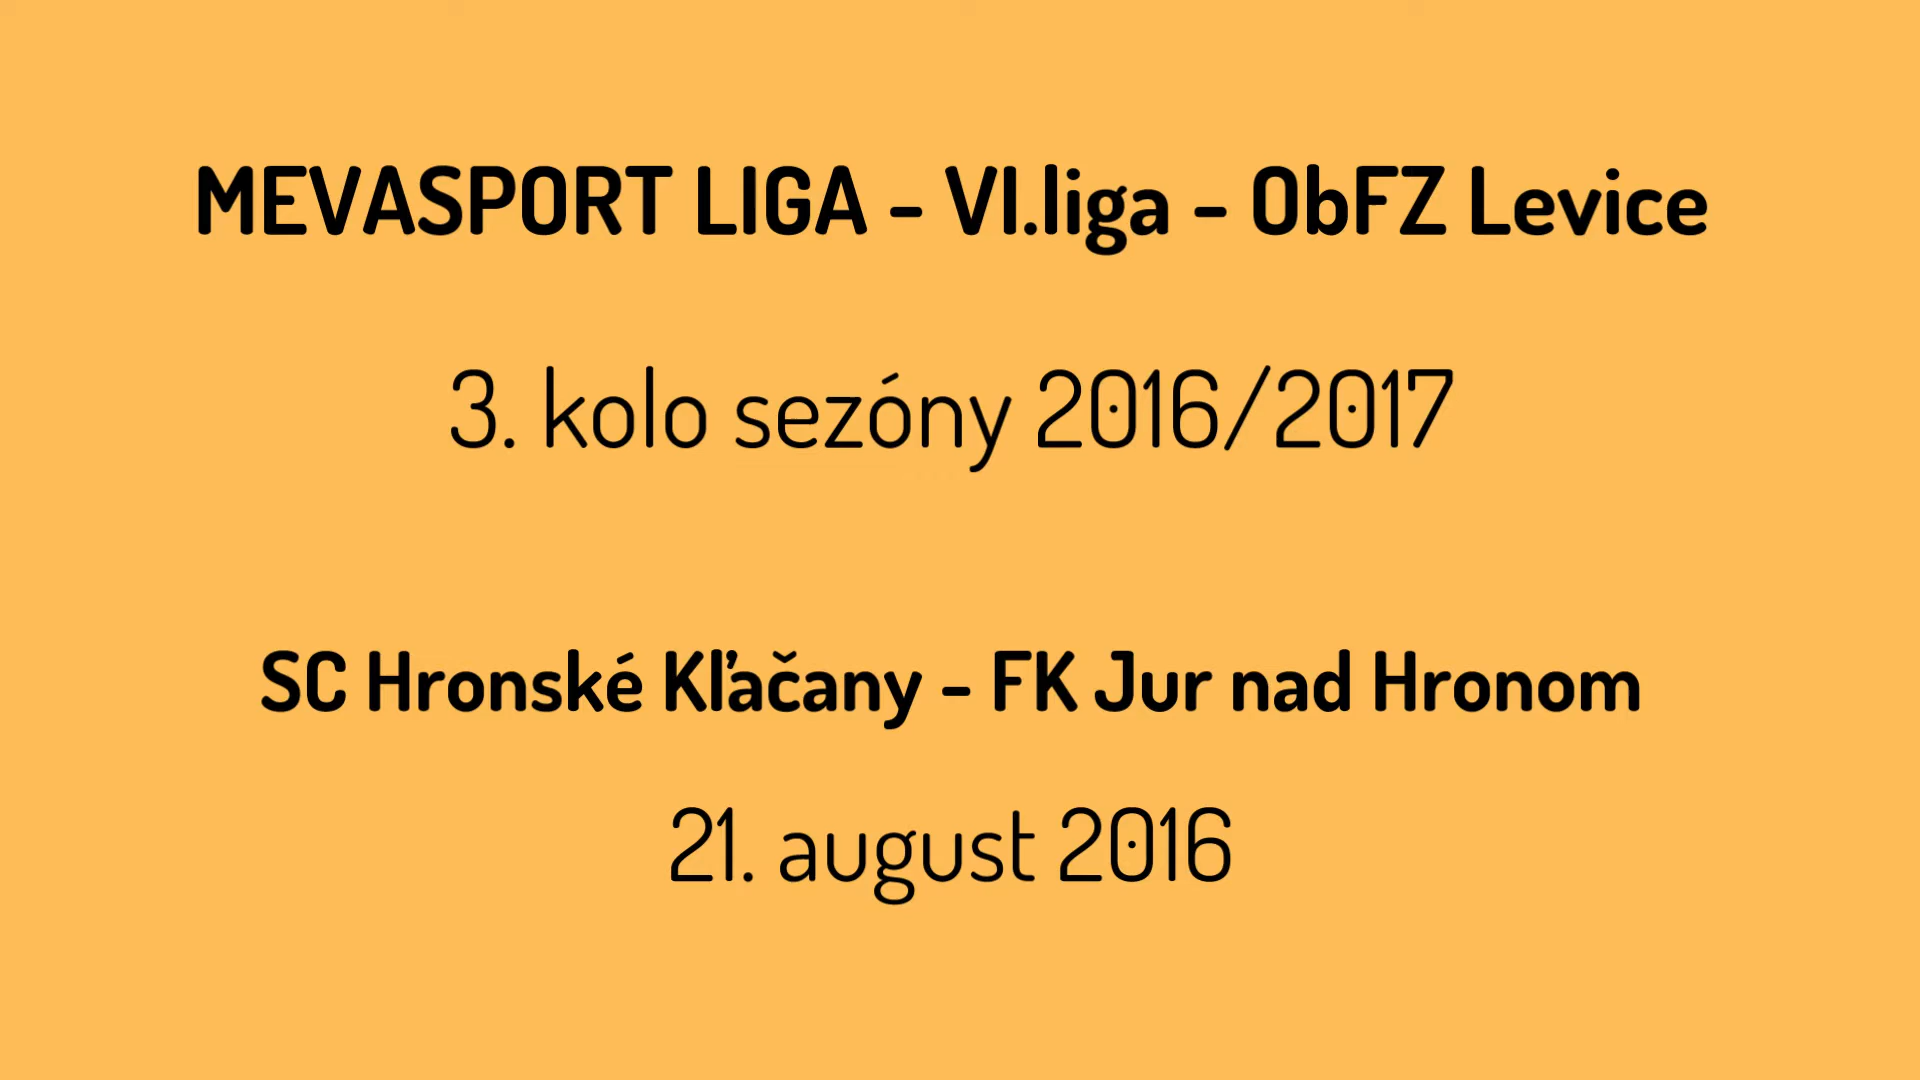 MEVASPORT LIGA - VI.liga - ObFZ Levice
3. kolo sezóny 2016/2017
SC Hronské Kľačany - FK Jur nad Hronom
21. august 2016